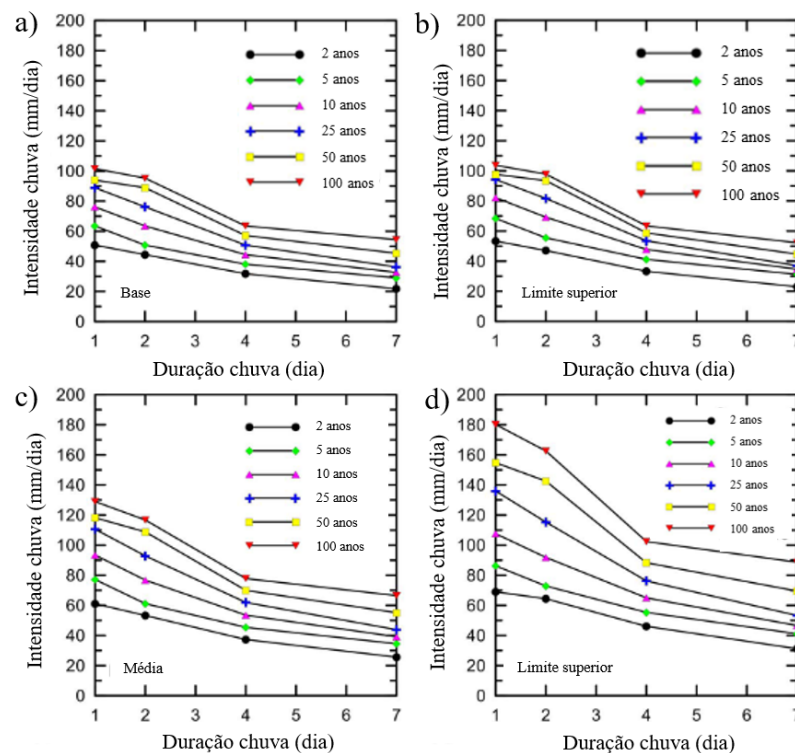 a)
200
180
160
140
120
100
80
60
40
20
0
Intensidade chuva (mm/dia)
2 anos
5 anos
10 anos
25 anos
50 anos
100 anos
Base
1 2 3 4 5 6 7
Duração chuva (dia)
b)
200
180
160
140
120
100
80
60
40
20
0
Intensidade chuva (mm/dia)
2 anos
5 anos
10 anos
25 anos
50 anos
100 anos
Limite superior
1 2 3 4 5 6 7
Duração chuva (dia)
c)
200
180
160
140
120
100
80
60
40
20
0
Intensidade chuva (mm/dia)
2 anos
5 anos
10 anos
25 anos
50 anos
100 anos
Média
1 2 3 4 5 6 7
Duração chuva (dia)
d)
200
180
160
140
120
100
80
60
40
20
0
Intensidade chuva (mm/dia)
2 anos
5 anos
10 anos
25 anos
50 anos
100 anos
Limite superior
1 2 3 4 5 6 7
Duração chuva (dia)